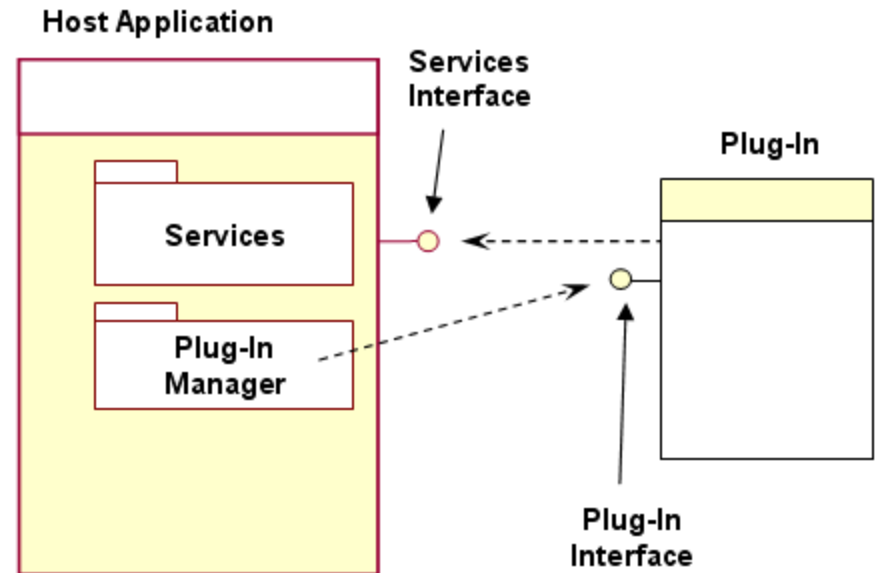 Host Application
Services
Interface
Plug-In
Services
Plug-In
Manager
Plug-In
Interface